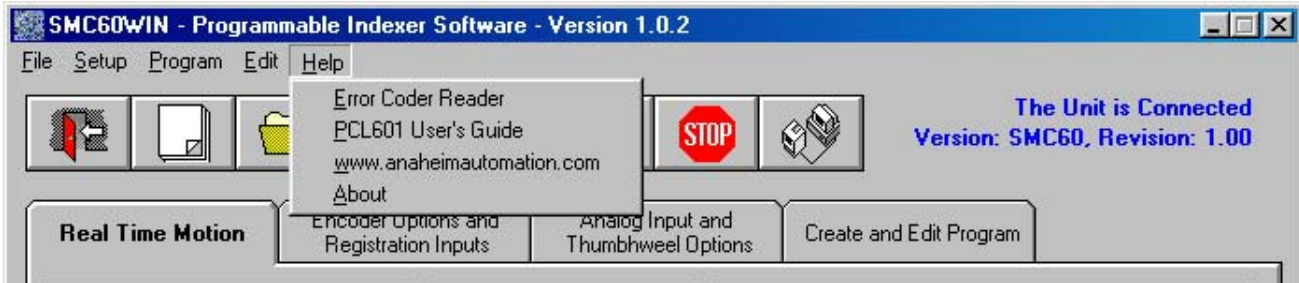 SMC60WIN - Programmable Indexer Software - Version 1.0.2
File Setup Program Edit Help
Error Coder Reader
PCL601 User's Guide
www.anaheimautomation.com
About
STOP
The Unit is Connected
Version: SMC60, Revision: 1.00
Real Time Motion
Encoder Options and
Registration Inputs
Analog Input and
Thumbhweel Options
Create and Edit Program